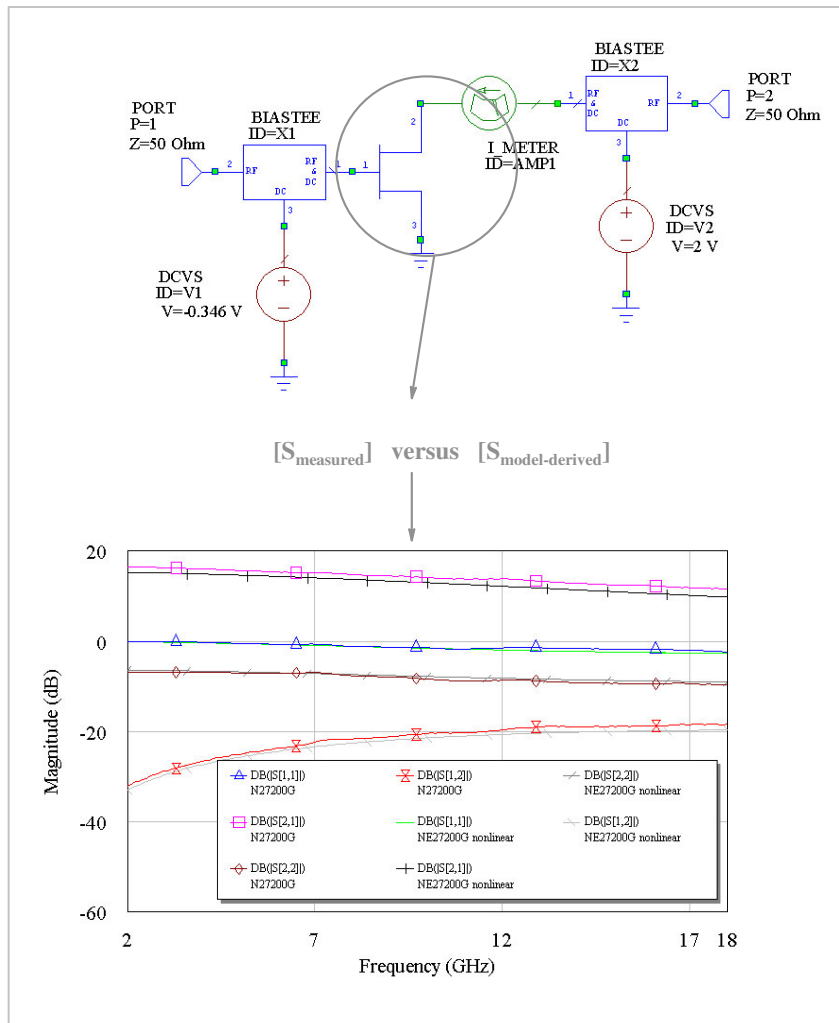 BIASTEE
ID=X2
PORT
P=2
Z=50 Ohm
PORT
P=1
Z=50 Ohm
BIASTEE
ID=X1
1
RF
&
DC
RF
2
DC
3
2
I_METER
ID=AMP1
2
RF
RF
&
DC
1
1
DC
3
3
DCVS
ID=V2
V=2 V
DCVS
ID=V1
V=-0.346 V
[Smeasured] versus [Smodel-derived]
20
0
-20
-40
-60
Magnitude (dB)
DB(|S[1,1]|)
N27200G
DB(|S[1,2]|)
N27200G
DB(|S[2,2]|)
NE27200G nonlinear
DB(|S[2,1]|)
N27200G
DB(|S[1,1]|)
NE27200G nonlinear
DB(|S[1,2]|)
NE27200G nonlinear
DB(|S[2,2]|)
N27200G
DB(|S[2,1]|)
NE27200G nonlinear
2 7 12 17 18
Frequency (GHz)